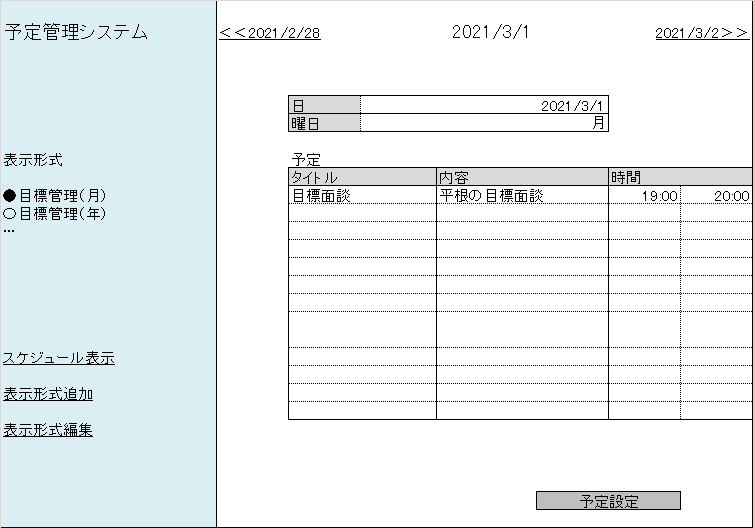 予定管理システム
<<2021/2/28
2021/3/1
2021/3/2>>
日 2021/3/1
曜日 月
表示形式
●目標管理(月)
○目標管理(年)
…
予定
タイトル 内容 時間
目標面談 平根の目標面談 19:00 20:00
スケジュール表示
表示形式追加
表示形式編集
予定設定